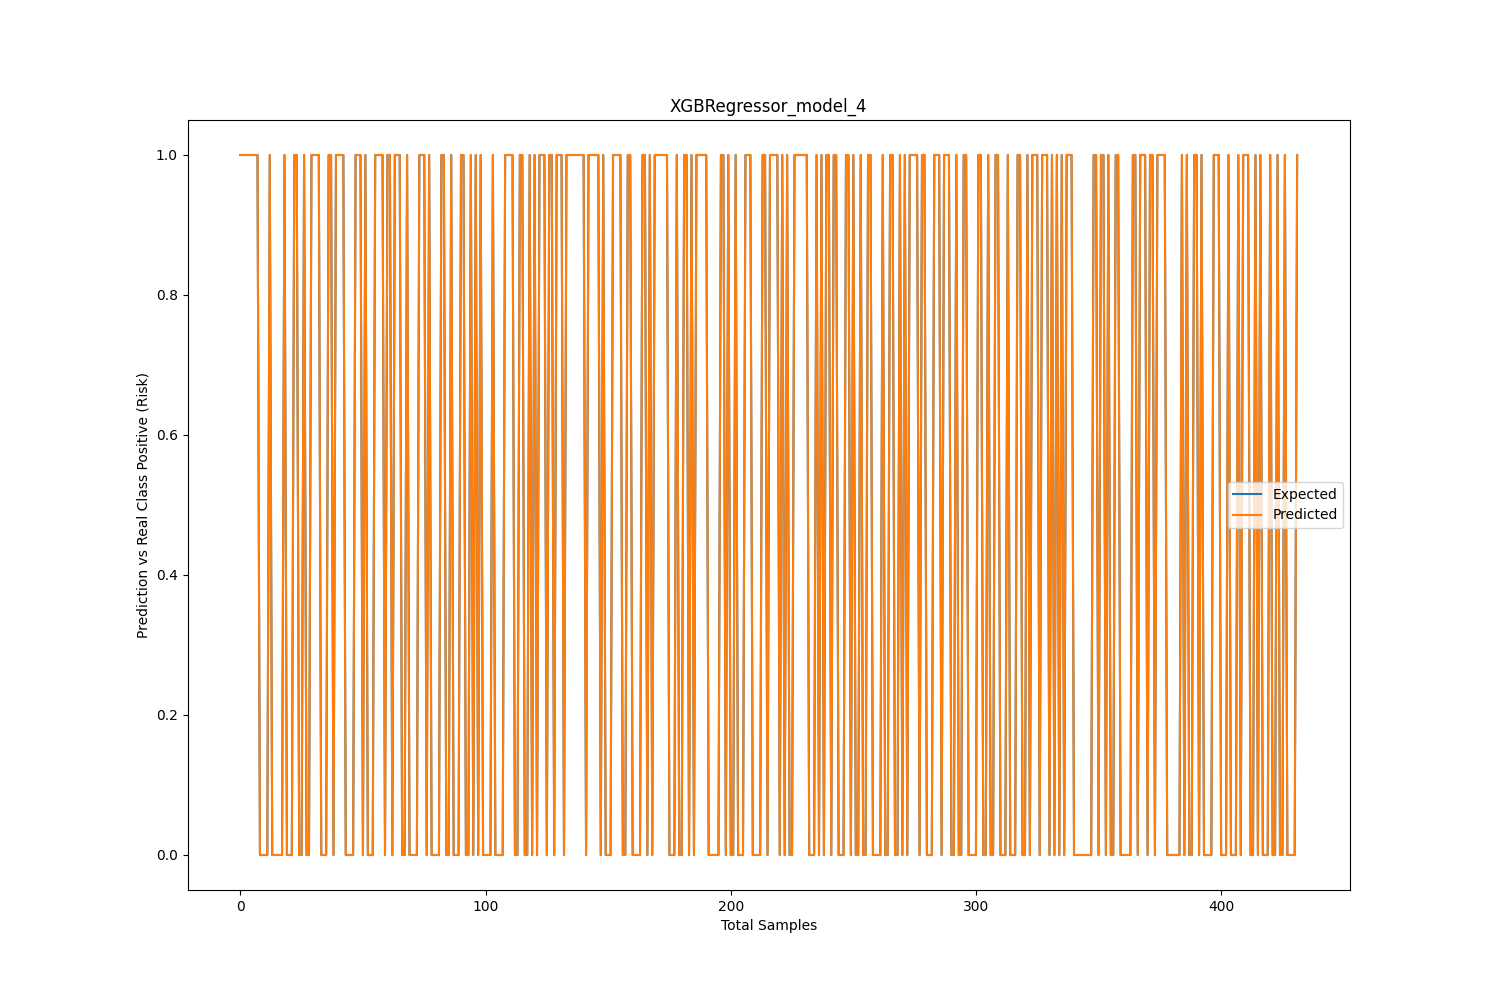 XGBRegressor_model_4
Prediction vs Real Class Positive (Risk)
1.0
0.8
0.6
0.4
0.2
0.0
Expected
Predicted
0 100 200 300 400
Total Samples